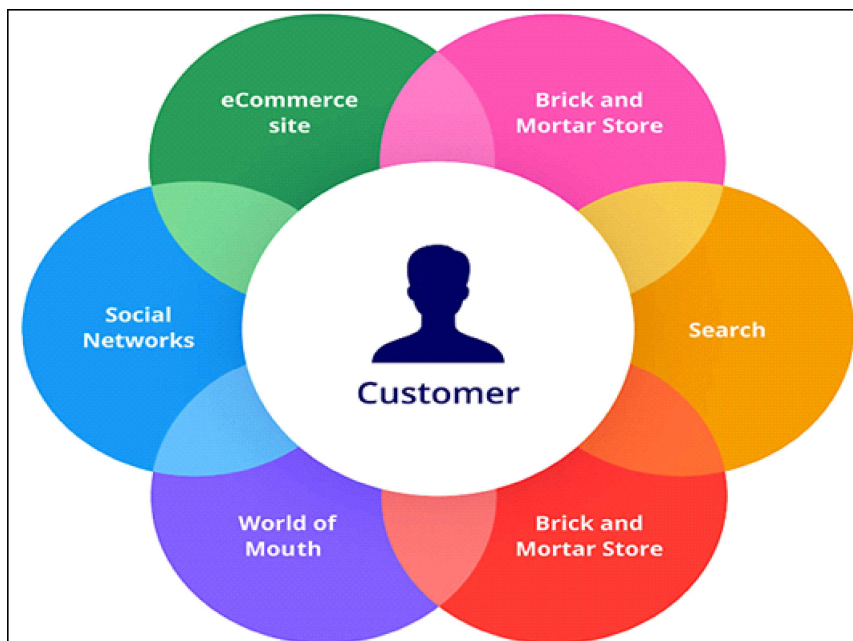 eCommerce
site
Brick and
Mortar Store
Social
Networks
Search
Customer
World of
Mouth
Brick and
Mortar Store